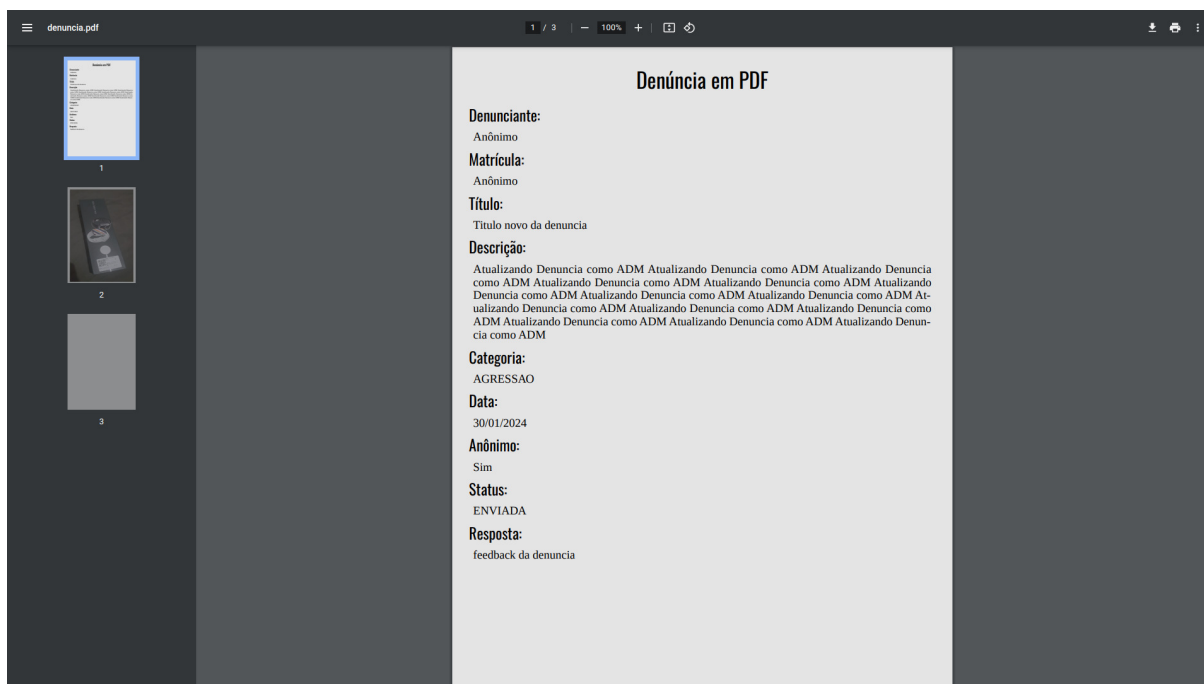 denuncia.pdf
1 / 3
100%
1
2
3
Denúncia em PDF
Denunciante:
Anônimo
Matrícula:
Anônimo
Título:
Titulo novo da denuncia
Descrição:
Atualizando Denuncia como ADM Atualizando Denuncia como ADM Atualizando Denuncia
como ADM Atualizando Denuncia como ADM Atualizando Denuncia como ADM Atualizando
Denuncia como ADM Atualizando Denuncia como ADM Atualizando Denuncia como ADM At-
ualizando Denuncia como ADM Atualizando Denuncia como ADM Atualizando Denuncia como
ADM Atualizando Denuncia como ADM Atualizando Denuncia como ADM Atualizando Denun-
cia como ADM
Categoria:
AGRESSAO
Data:
30/01/2024
Anônimo:
Sim
Status:
ENVIADA
Resposta:
feedback da denuncia